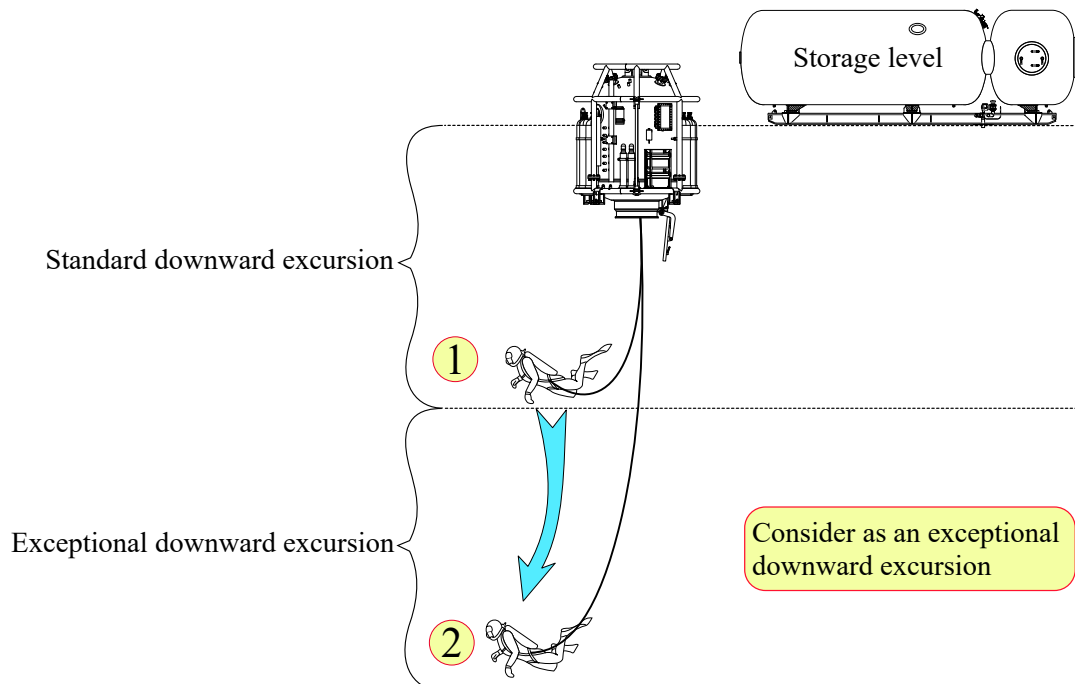 Storage level
Standard downward excursion
1
Exceptional downward excursion
Consider as an exceptional
downward excursion
2